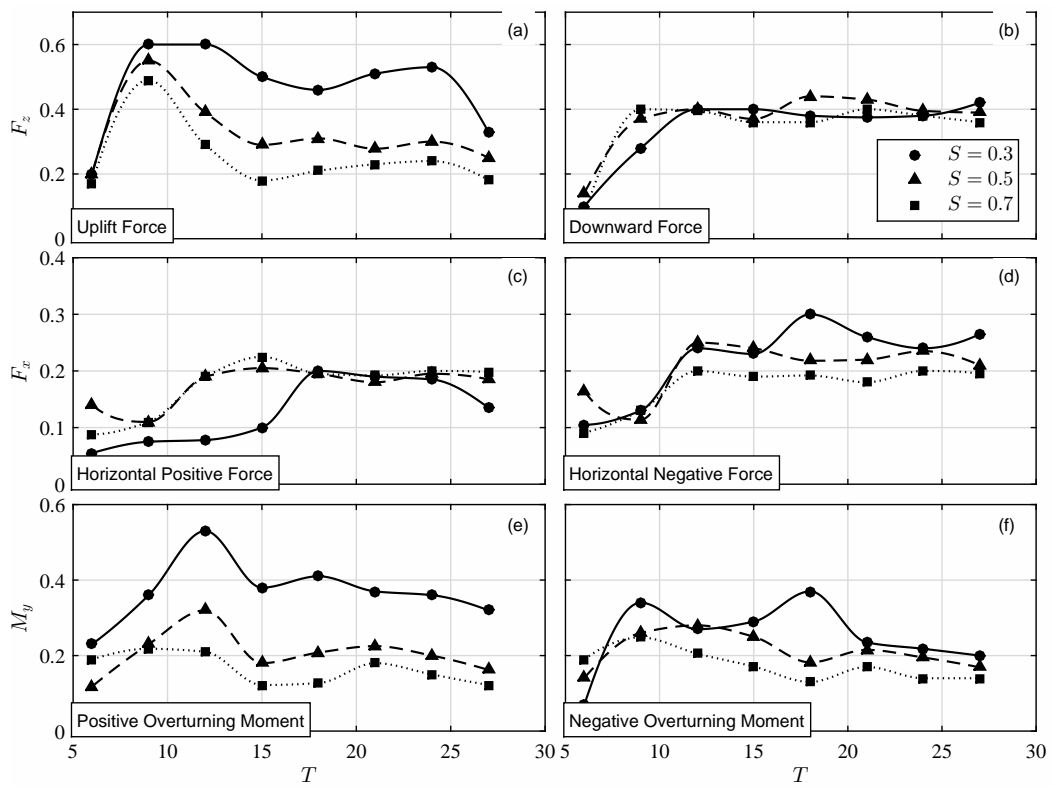 (a)
0.6
0.4
F_z
0.2
0
Uplift Force
(b)
S = 0.3
S = 0.5
S = 0.7
Downward Force
(c)
0.4
0.3
F_x
0.2
0.1
0
Horizontal Positive Force
(d)
Horizontal Negative Force
(e)
0.6
0.4
M_y
0.2
0
Positive Overturning Moment
5 10 15 20 25 30
T
(f)
Negative Overturning Moment
5 10 15 20 25 30
T